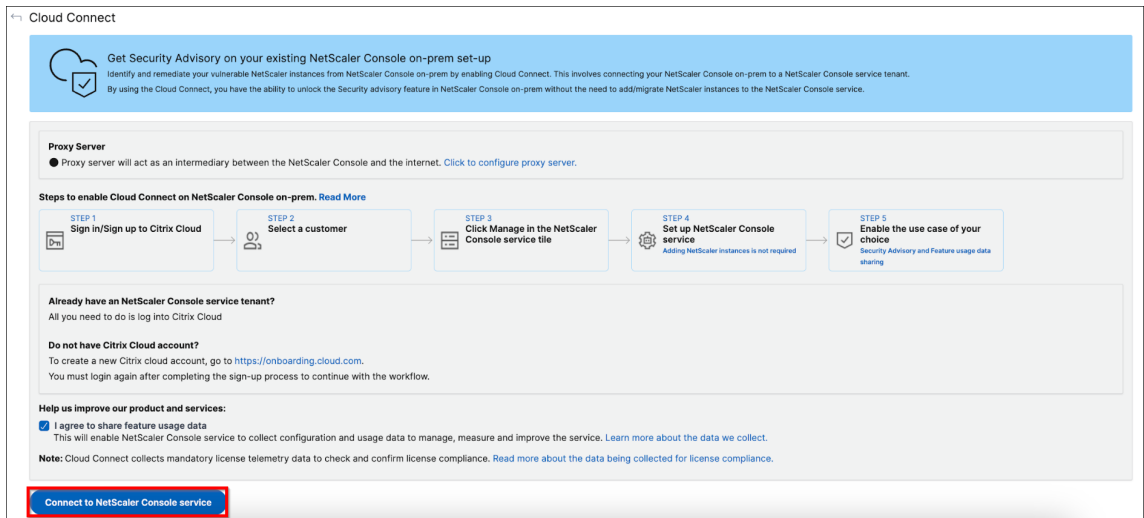 Cloud Connect
Get Security Advisory on your existing NetScaler Console on-prem set-up
Identify and remediate your vulnerable NetScaler instances from NetScaler Console on-prem by enabling Cloud Connect. This involves connecting your NetScaler Console on-prem to a NetScaler Console service tenant.
By using the Cloud Connect, you have the ability to unlock the Security advisory feature in NetScaler Console on-prem without the need to add/migrate NetScaler instances to the NetScaler Console service.
Proxy Server
Proxy server will act as an intermediary between the NetScaler Console and the internet. Click to configure proxy server.
Steps to enable Cloud Connect on NetScaler Console on-prem. Read More
STEP 1
Sign in/Sign up to Citrix Cloud
STEP 2
Select a customer
STEP 3
Click Manage in the NetScaler
Console service tile
STEP 4
Set up NetScaler Console
service
Adding NetScaler instances is not required
STEP 5
Enable the use case of your
choice
Security Advisory and Feature usage data
sharing
Already have an NetScaler Console service tenant?
All you need to do is log into Citrix Cloud
Do not have Citrix Cloud account?
To create a new Citrix cloud account, go to https://onboarding.cloud.com.
You must login again after completing the sign-up process to continue with the workflow.
Help us improve our product and services:
I agree to share feature usage data
This will enable NetScaler Console service to collect configuration and usage data to manage, measure and improve the service. Learn more about the data we collect.
Note: Cloud Connect collects mandatory license telemetry data to check and confirm license compliance. Read more about the data being collected for license compliance.
Connect to NetScaler Console service